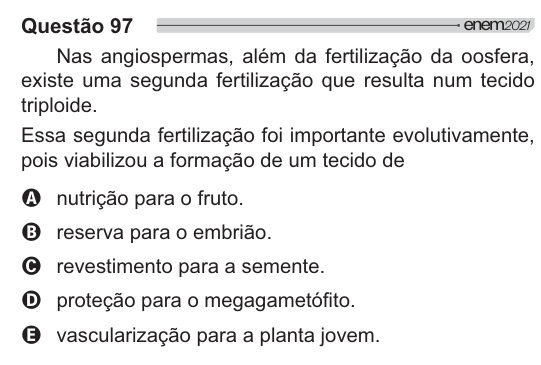 Questão 97 enem2021
Nas angiospermas, além da fertilização da oosfera,
existe uma segunda fertilização que resulta num tecido
triploide.
Essa segunda fertilização foi importante evolutivamente,
pois viabilizou a formação de um tecido de
A nutrição para o fruto.
B reserva para o embrião.
C revestimento para a semente.
D proteção para o megagametófito.
E vascularização para a planta jovem.